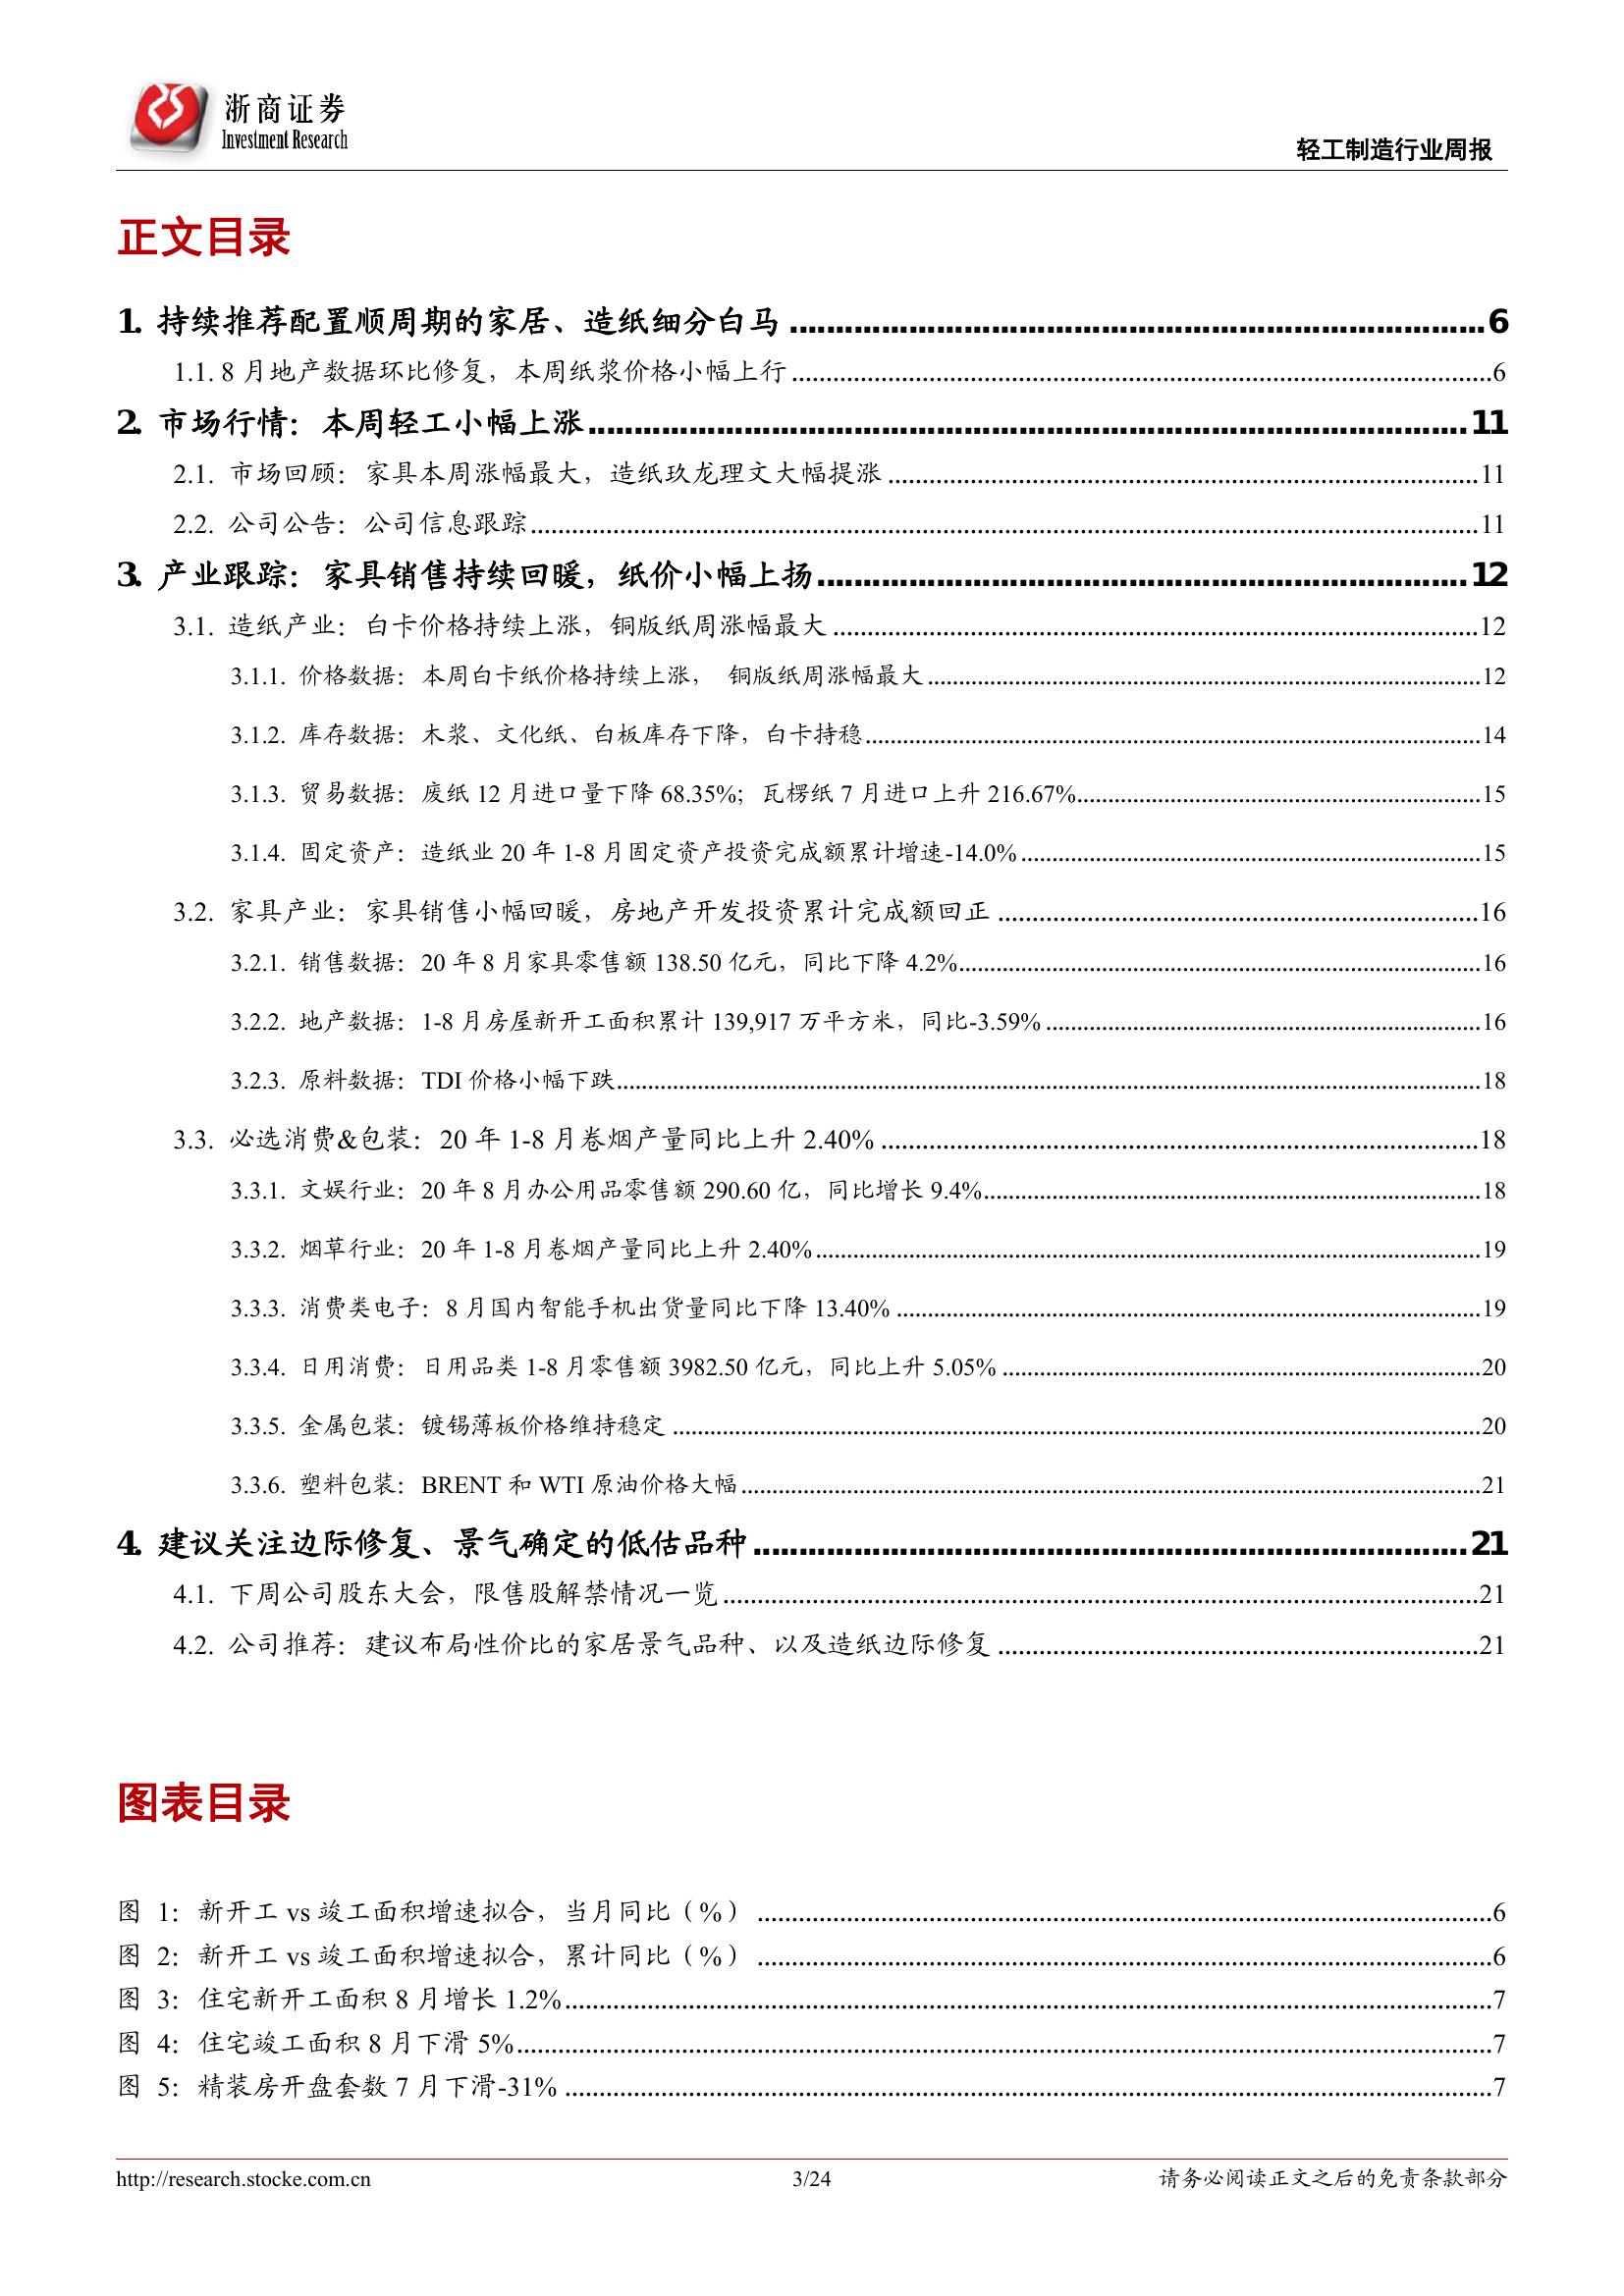 浙商证券
Investment Research
轻工制造行业周报
正文目录
1. 持续推荐配置顺周期的家居、造纸细分白马 ........ 6
1.1. 8 月地产数据环比修复，本周纸浆价格小幅上行 ........ 6
2. 市场行情：本周轻工小幅上涨 ........ 11
2.1. 市场回顾：家具本周涨幅最大，造纸玖龙理文大幅提涨 ........ 11
2.2. 公司公告：公司信息跟踪 ........ 11
3. 产业跟踪：家具销售持续回暖，纸价小幅上扬 ........ 12
3.1. 造纸产业：白卡价格持续上涨，铜版纸周涨幅最大 ........ 12
3.1.1. 价格数据：本周白卡纸价格持续上涨， 铜版纸周涨幅最大 ........ 12
3.1.2. 库存数据：木浆、文化纸、白板库存下降，白卡持稳 ........ 14
3.1.3. 贸易数据：废纸 12 月进口量下降 68.35%；瓦楞纸 7 月进口上升 216.67% ........ 15
3.1.4. 固定资产：造纸业 20 年 1-8 月固定资产投资完成额累计增速-14.0% ........ 15
3.2. 家具产业：家具销售小幅回暖，房地产开发投资累计完成额回正 ........ 16
3.2.1. 销售数据：20 年 8 月家具零售额 138.50 亿元，同比下降 4.2% ........ 16
3.2.2. 地产数据：1-8 月房屋新开工面积累计 139,917 万平方米，同比-3.59% ........ 16
3.2.3. 原料数据：TDI 价格小幅下跌 ........ 18
3.3. 必选消费&包装：20 年 1-8 月卷烟产量同比上升 2.40% ........ 18
3.3.1. 文娱行业：20 年 8 月办公用品零售额 290.60 亿，同比增长 9.4% ........ 18
3.3.2. 烟草行业：20 年 1-8 月卷烟产量同比上升 2.40% ........ 19
3.3.3. 消费类电子：8 月国内智能手机出货量同比下降 13.40% ........ 19
3.3.4. 日用消费：日用品类 1-8 月零售额 3982.50 亿元，同比上升 5.05% ........ 20
3.3.5. 金属包装：镀锡薄板价格维持稳定 ........ 20
3.3.6. 塑料包装：BRENT 和 WTI 原油价格大幅 ........ 21
4. 建议关注边际修复、景气确定的低估品种 ........ 21
4.1. 下周公司股东大会，限售股解禁情况一览 ........ 21
4.2. 公司推荐：建议布局性价比的家居景气品种、以及造纸边际修复 ........ 21
图表目录
图 1：新开工 vs 竣工面积增速拟合，当月同比（%） ........ 6
图 2：新开工 vs 竣工面积增速拟合，累计同比（%） ........ 6
图 3：住宅新开工面积 8 月增长 1.2% ........ 7
图 4：住宅竣工面积 8 月下滑 5% ........ 7
图 5：精装房开盘套数 7 月下滑-31% ........ 7
http://research.stocke.com.cn
3/24
请务必阅读正文之后的免责条款部分